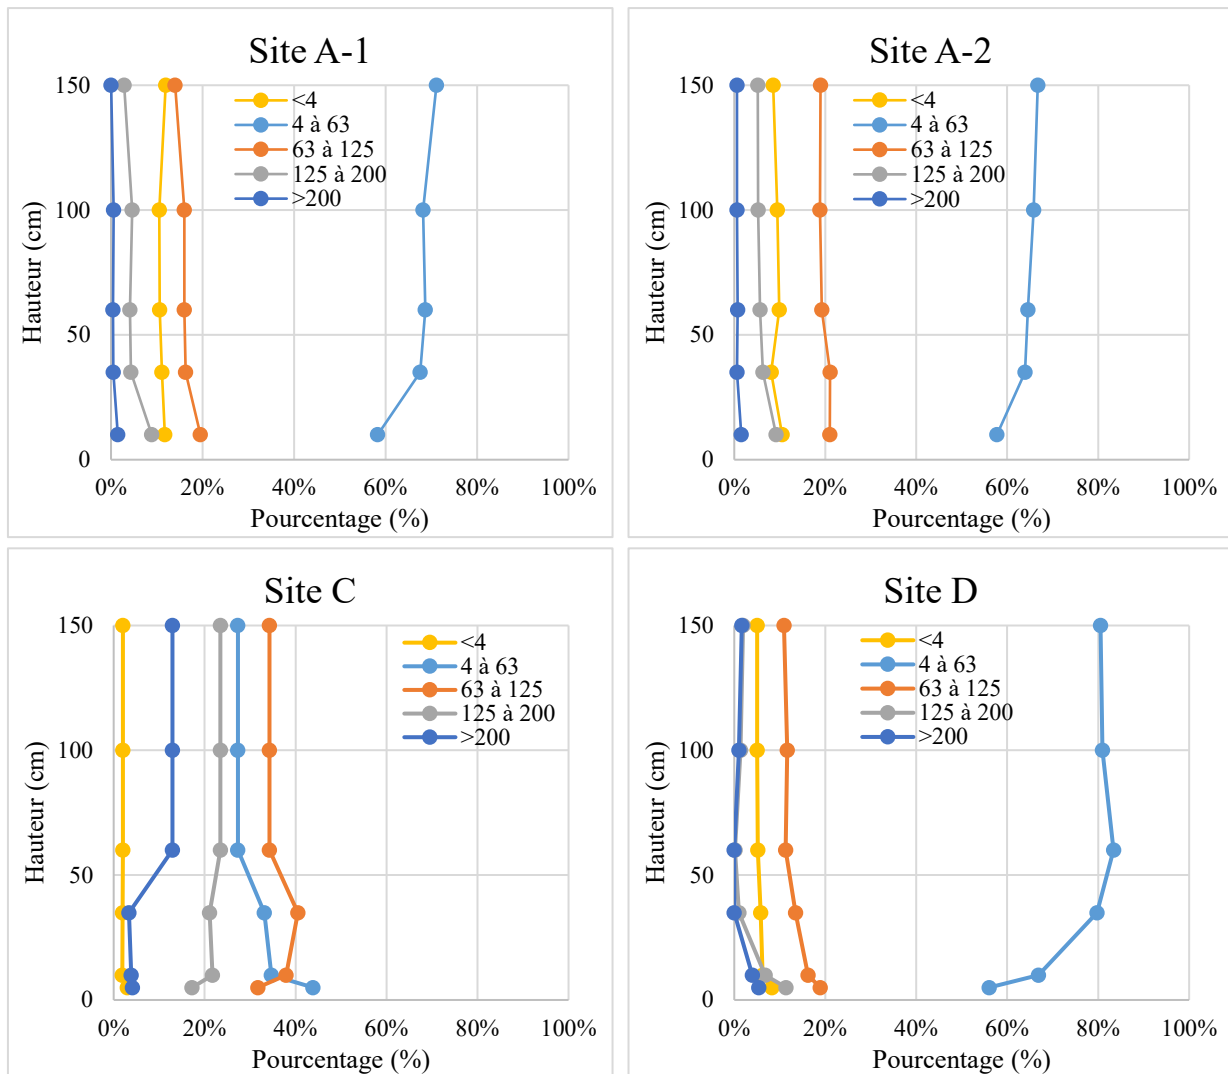 Site A-1
150
100
50
0
Hauteur (cm)
<4
4 à 63
63 à 125
125 à 200
>200
0% 20% 40% 60% 80% 100%
Pourcentage (%)
Site A-2
150
100
50
0
Hauteur (cm)
<4
4 à 63
63 à 125
125 à 200
>200
0% 20% 40% 60% 80% 100%
Pourcentage (%)
Site C
150
100
50
0
Hauteur (cm)
<4
4 à 63
63 à 125
125 à 200
>200
0% 20% 40% 60% 80% 100%
Pourcentage (%)
Site D
150
100
50
0
Hauteur (cm)
<4
4 à 63
63 à 125
125 à 200
>200
0% 20% 40% 60% 80% 100%
Pourcentage (%)